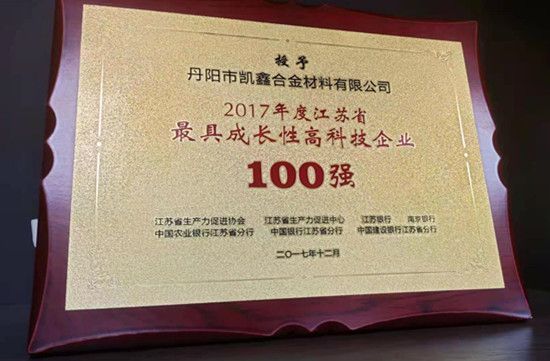 授予
丹阳市凯鑫合金材料有限公司
2017年度江苏省
最具成长性高科技企业
100强
江苏省生产力促进协会 江苏省生产力促进中心 江苏银行 南京银行
中国农业银行江苏省分行 中国银行江苏省分行 中国建设银行江苏省分行
二〇一七年十二月